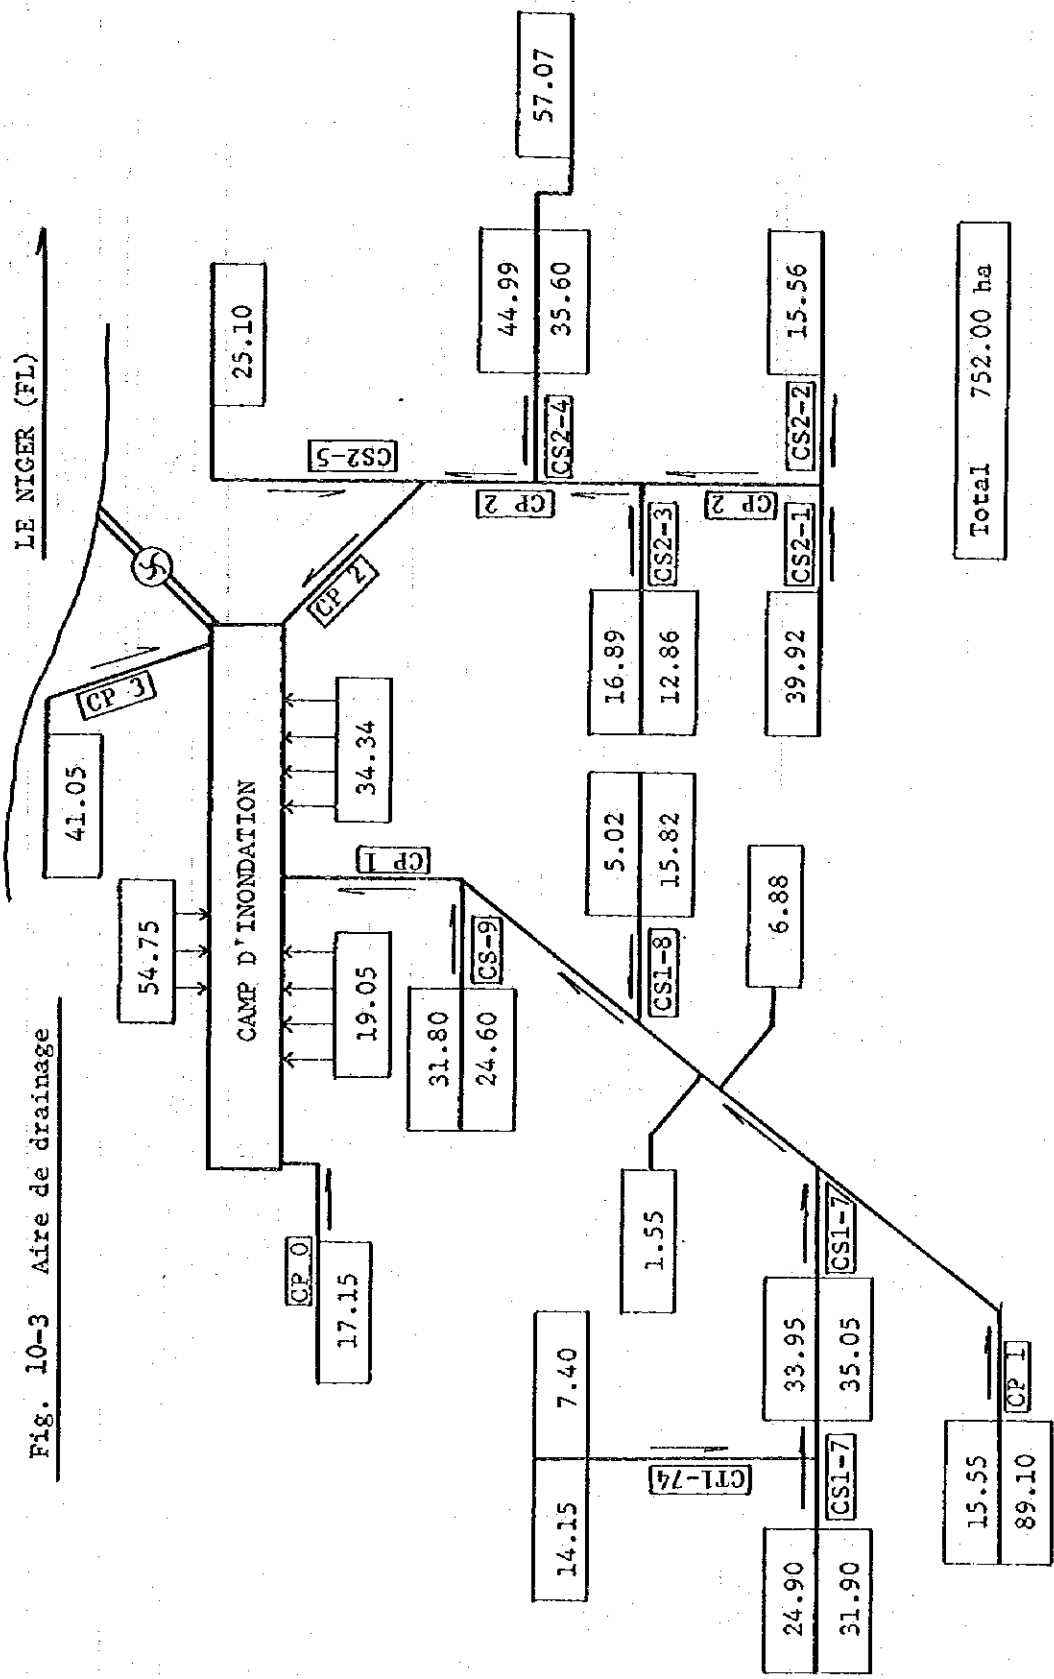 Fig. 10-3 Aire de drainage
LE NIGER (FL)
41.05
CP 3
54.75
CAMP D'INONDATION
CP 0
17.15
19.05
34.34
CP 1
CP 2
25.10
CS2-5
31.80
24.60
CS-9
CP 2
44.99
35.60
CS2-4
57.07
14.15
7.40
CT1-74
1.55
5.02
15.82
CS1-8
16.89
12.86
CS2-3
CP 2
6.88
24.90
31.90
CS1-7
33.95
35.05
CS1-7
39.92
CS2-1
CS2-2
15.56
15.55
89.10
CP 1
Total 752.00 ha